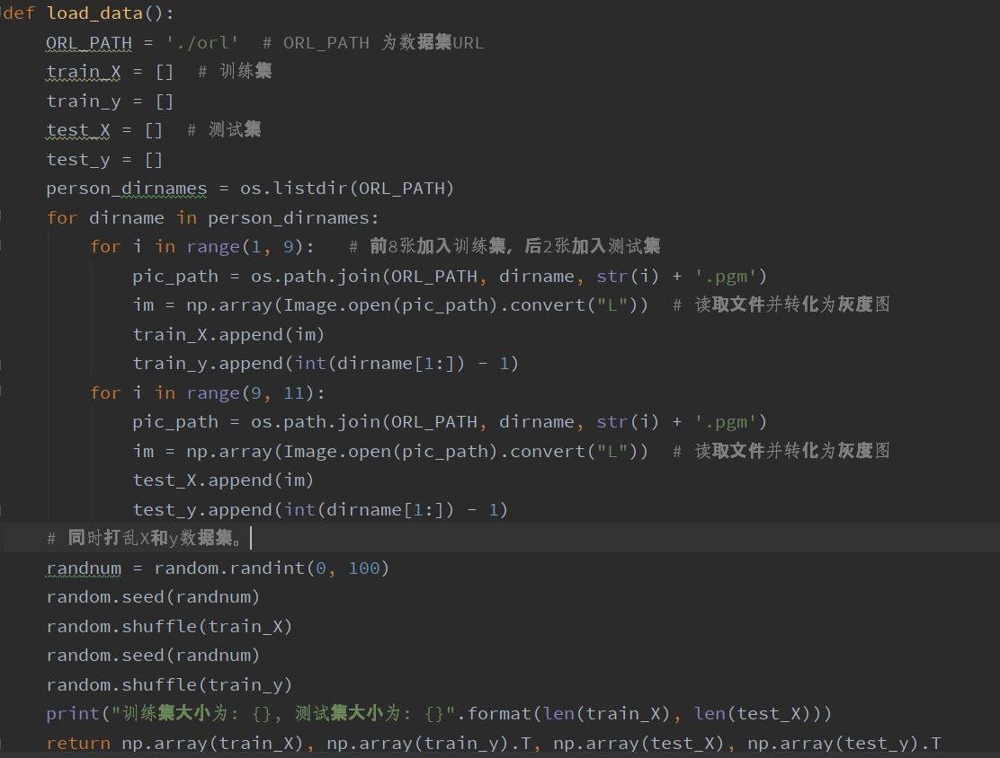 def load_data():
    ORL_PATH = './orl'  # ORL_PATH 为数据集URL
    train_X = []  # 训练集
    train_y = []
    test_X = []  # 测试集
    test_y = []
    person_dirnames = os.listdir(ORL_PATH)
    for dirname in person_dirnames:
        for i in range(1, 9):   # 前8张加入训练集，后2张加入测试集
            pic_path = os.path.join(ORL_PATH, dirname, str(i) + '.pgm')
            im = np.array(Image.open(pic_path).convert("L"))  # 读取文件并转化为灰度图
            train_X.append(im)
            train_y.append(int(dirname[1:]) - 1)
        for i in range(9, 11):
            pic_path = os.path.join(ORL_PATH, dirname, str(i) + '.pgm')
            im = np.array(Image.open(pic_path).convert("L"))  # 读取文件并转化为灰度图
            test_X.append(im)
            test_y.append(int(dirname[1:]) - 1)
    # 同时打乱X和y数据集。
    randnum = random.randint(0, 100)
    random.seed(randnum)
    random.shuffle(train_X)
    random.seed(randnum)
    random.shuffle(train_y)
    print("训练集大小为: {}, 测试集大小为: {}".format(len(train_X), len(test_X)))
    return np.array(train_X), np.array(train_y).T, np.array(test_X), np.array(test_y).T